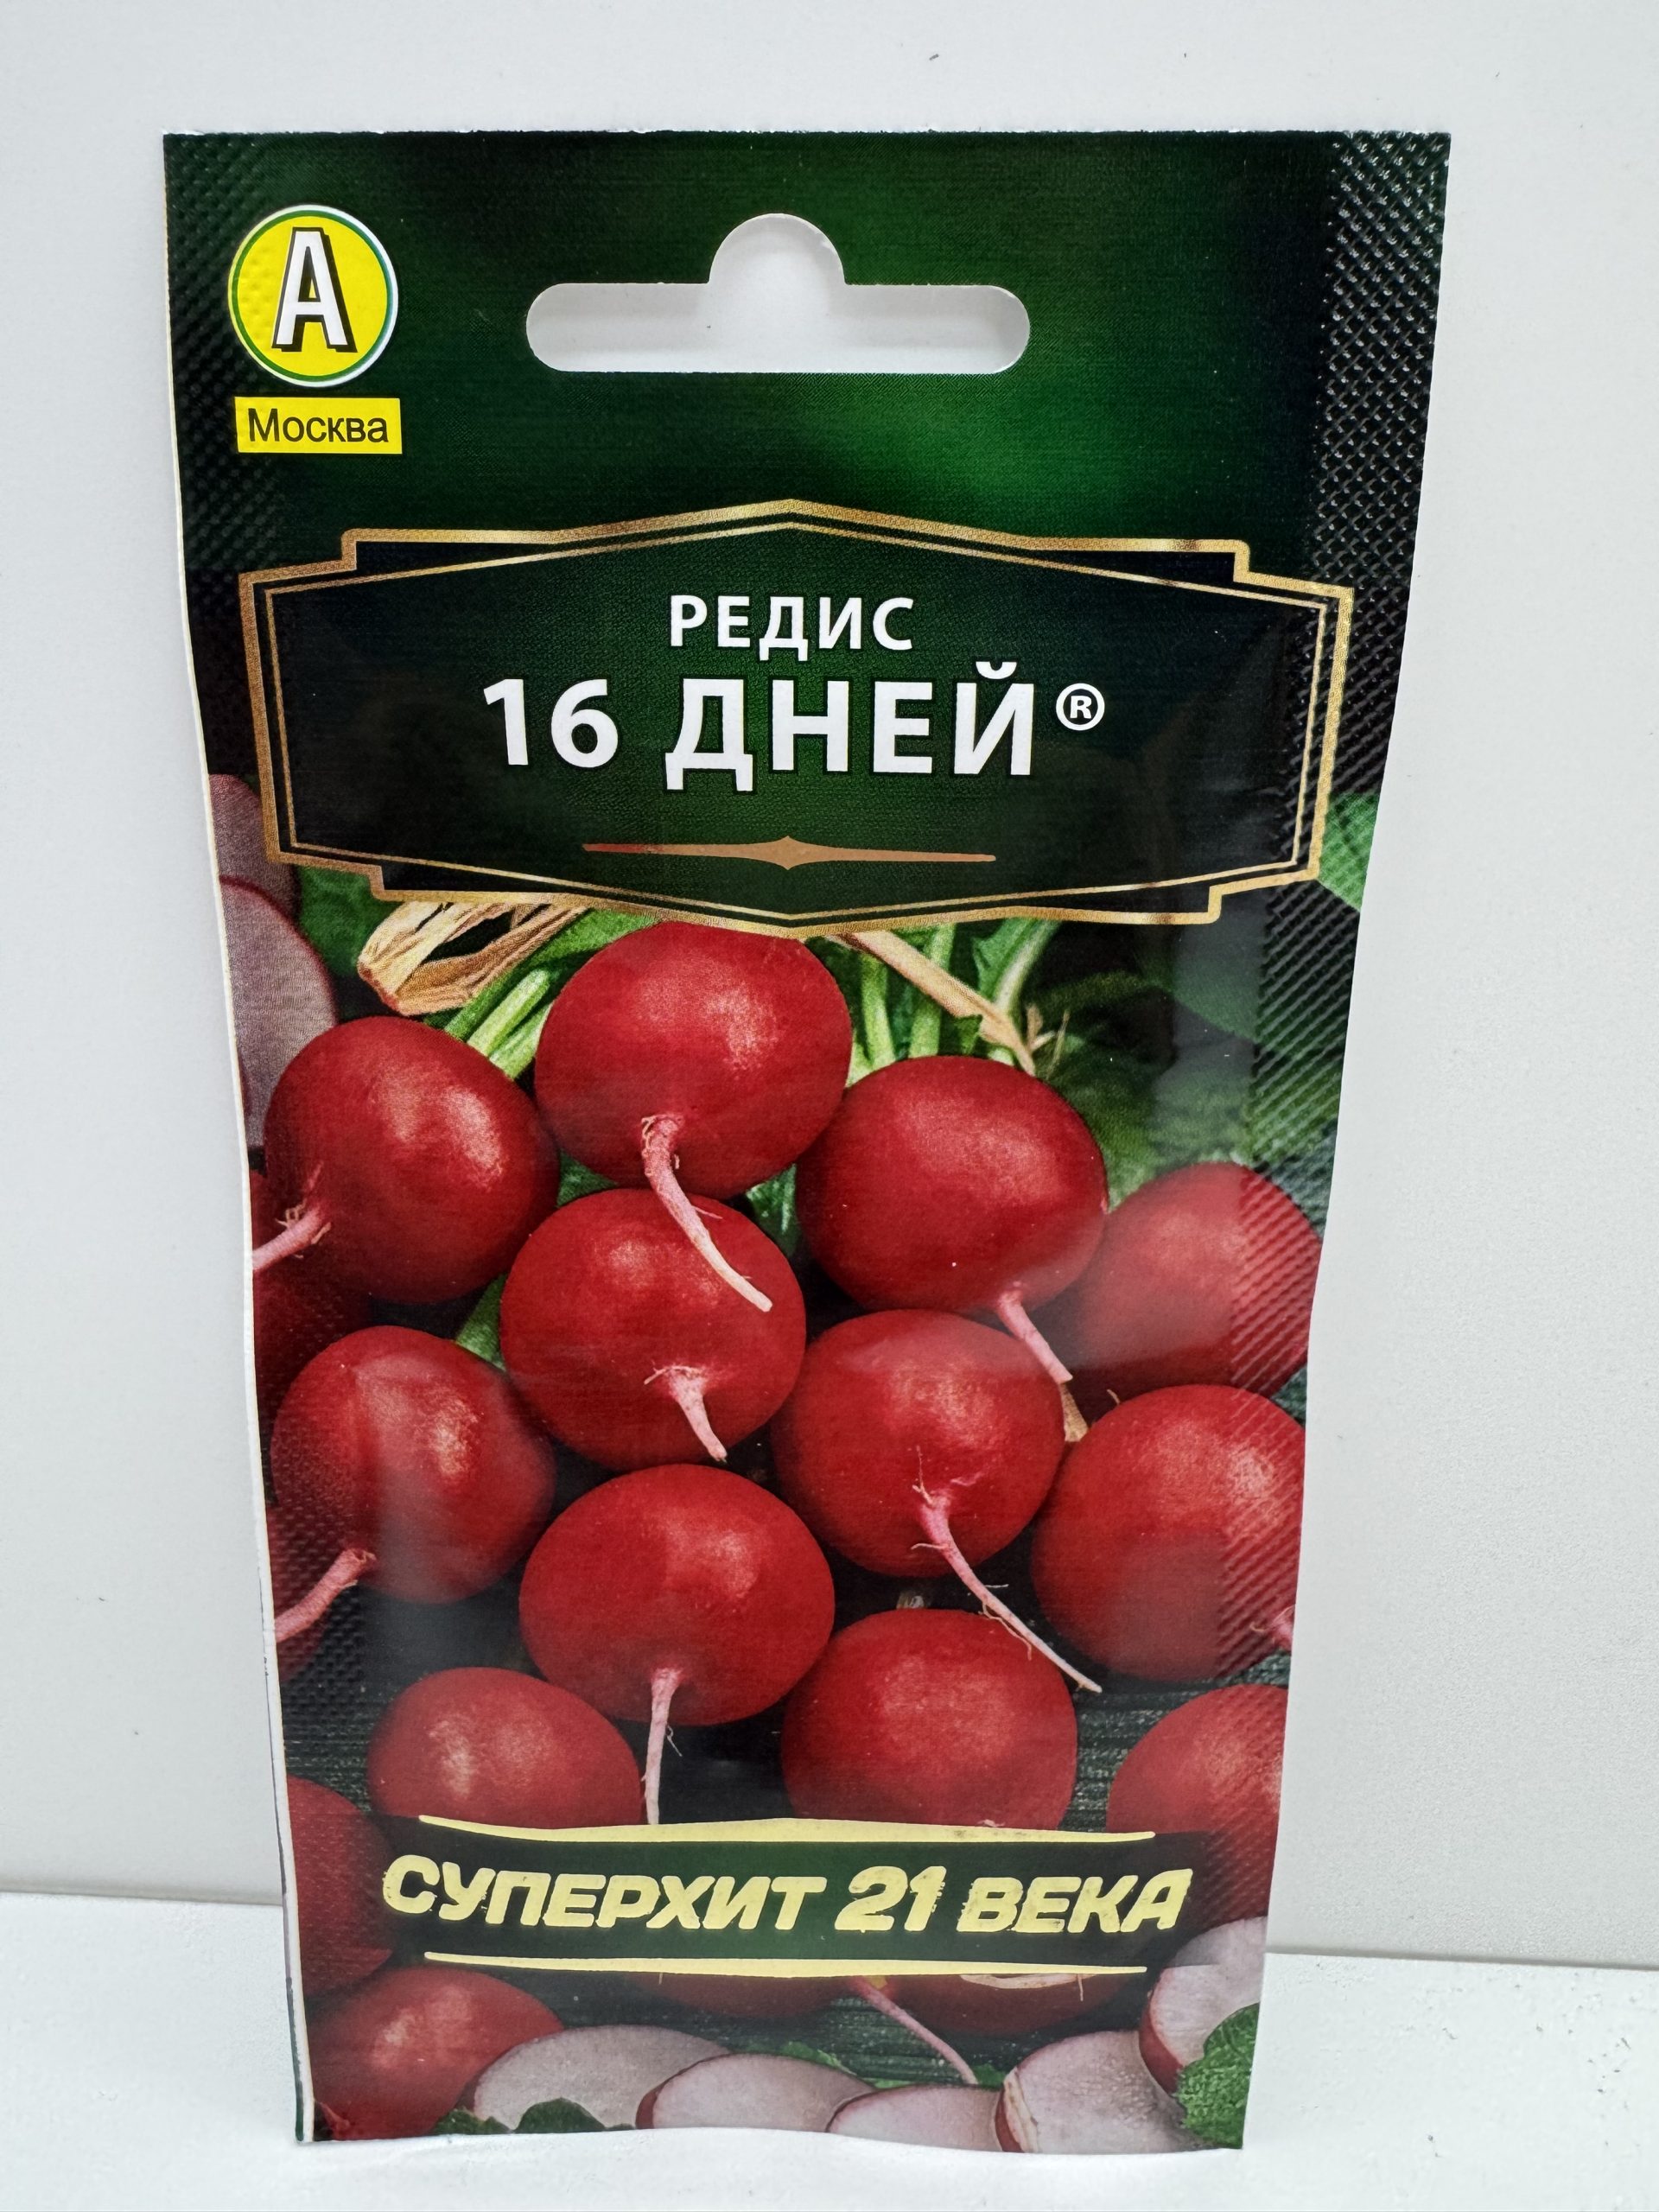 А
Москва
РЕДИС
16 ДНЕЙ®
СУПЕРХИТ 21 ВЕКА